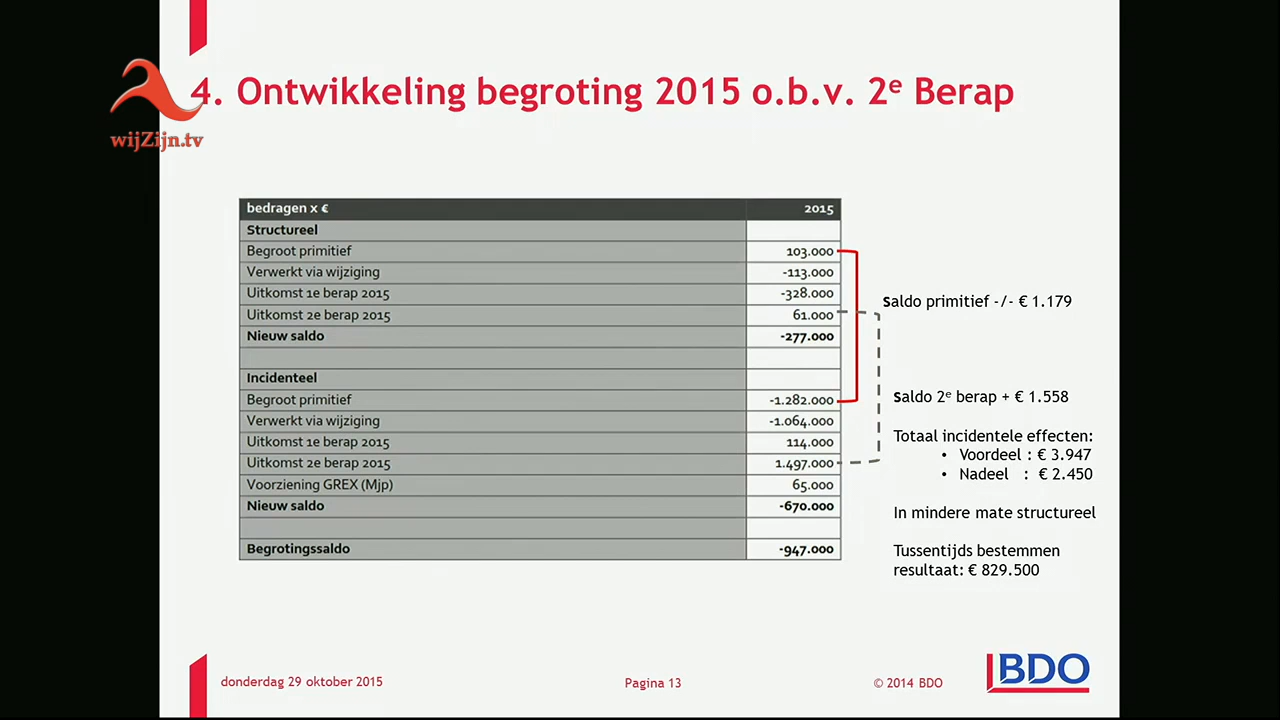 4. Ontwikkeling begroting 2015 o.b.v. 2e Berap
wijZijn.tv
bedragen x € 2015
Structureel
Begroot primitief 103.000
Verwerkt via wijziging -113.000
Uitkomst 1e berap 2015 -328.000
Uitkomst 2e berap 2015 61.000
Nieuw saldo -277.000
Incidenteel
Begroot primitief -1.282.000
Verwerkt via wijziging -1.064.000
Uitkomst 1e berap 2015 114.000
Uitkomst 2e berap 2015 1.497.000
Voorziening GREX (Mjp) 65.000
Nieuw saldo -670.000
Begrotingssaldo -947.000
Saldo primitief -/- € 1.179
Saldo 2e berap + € 1.558
Totaal incidentele effecten:
• Voordeel : € 3.947
• Nadeel : € 2.450
In mindere mate structureel
Tussentijds bestemmen
resultaat: € 829.500
donderdag 29 oktober 2015
Pagina 13
© 2014 BDO
BDO